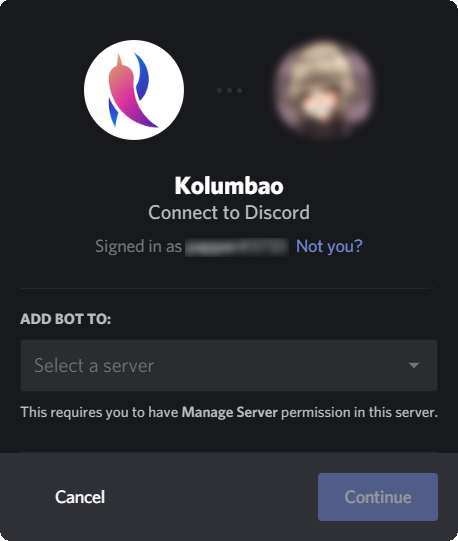 Kolumbao
Connect to Discord
Signed in as Not you?
ADD BOT TO:
Select a server
This requires you to have Manage Server permission in this server.
Cancel Continue